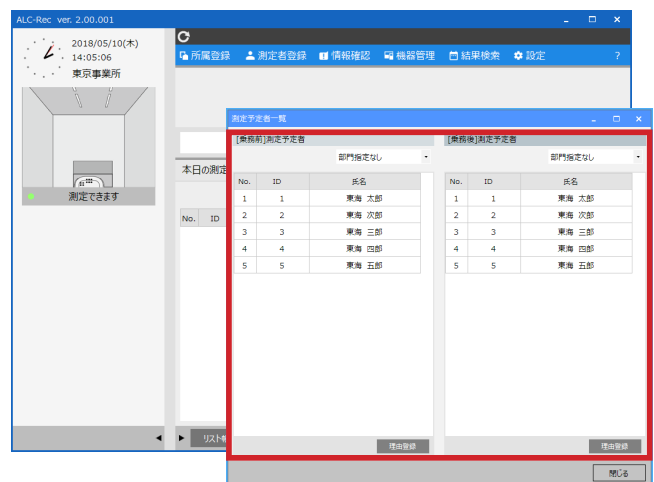 ALC-Rec ver. 2.00.001
2018/05/10(木)
14:05:06
東京事業所
測定できます
所属登録 測定者登録 情報確認 機器管理 結果検索 設定 ?
本日の測定
No. ID
リスト
測定予定者一覧
[乗務前]測定予定者
部門指定なし
No. ID 氏名
1 1 東海 太郎
2 2 東海 次郎
3 3 東海 三郎
4 4 東海 四郎
5 5 東海 五郎
理由登録
[乗務後]測定予定者
部門指定なし
No. ID 氏名
1 1 東海 太郎
2 2 東海 次郎
3 3 東海 三郎
4 4 東海 四郎
5 5 東海 五郎
理由登録
閉じる